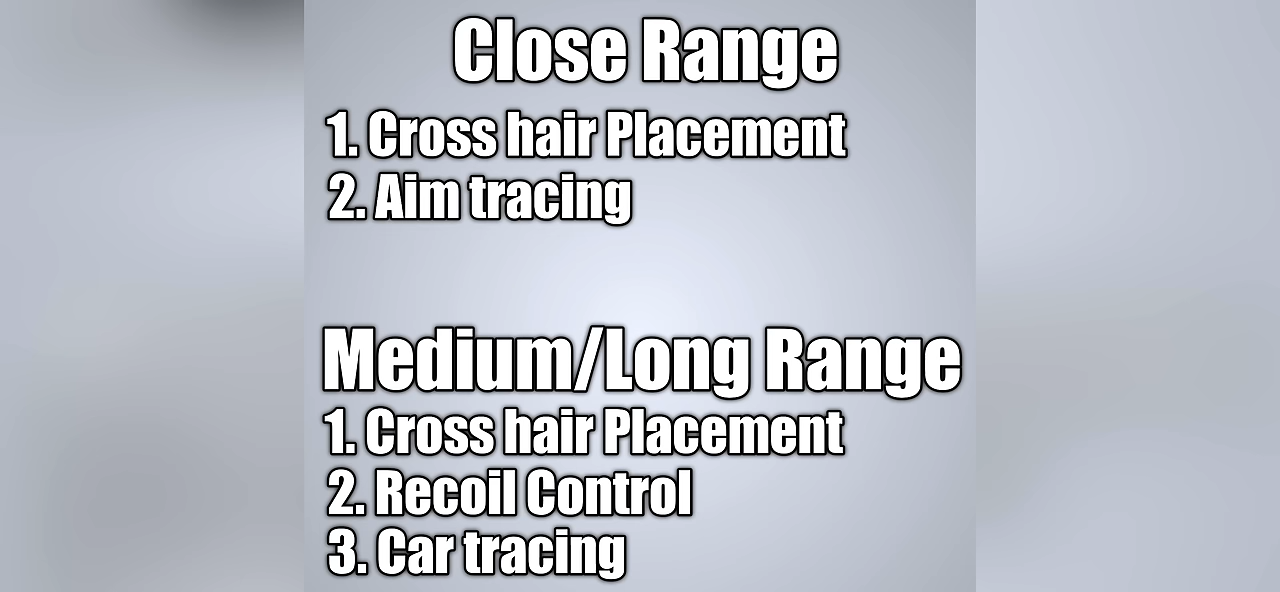 Close Range
1. Cross hair Placement
2. Aim tracing
Medium/Long Range
1. Cross hair Placement
2. Recoil Control
3. Car tracing